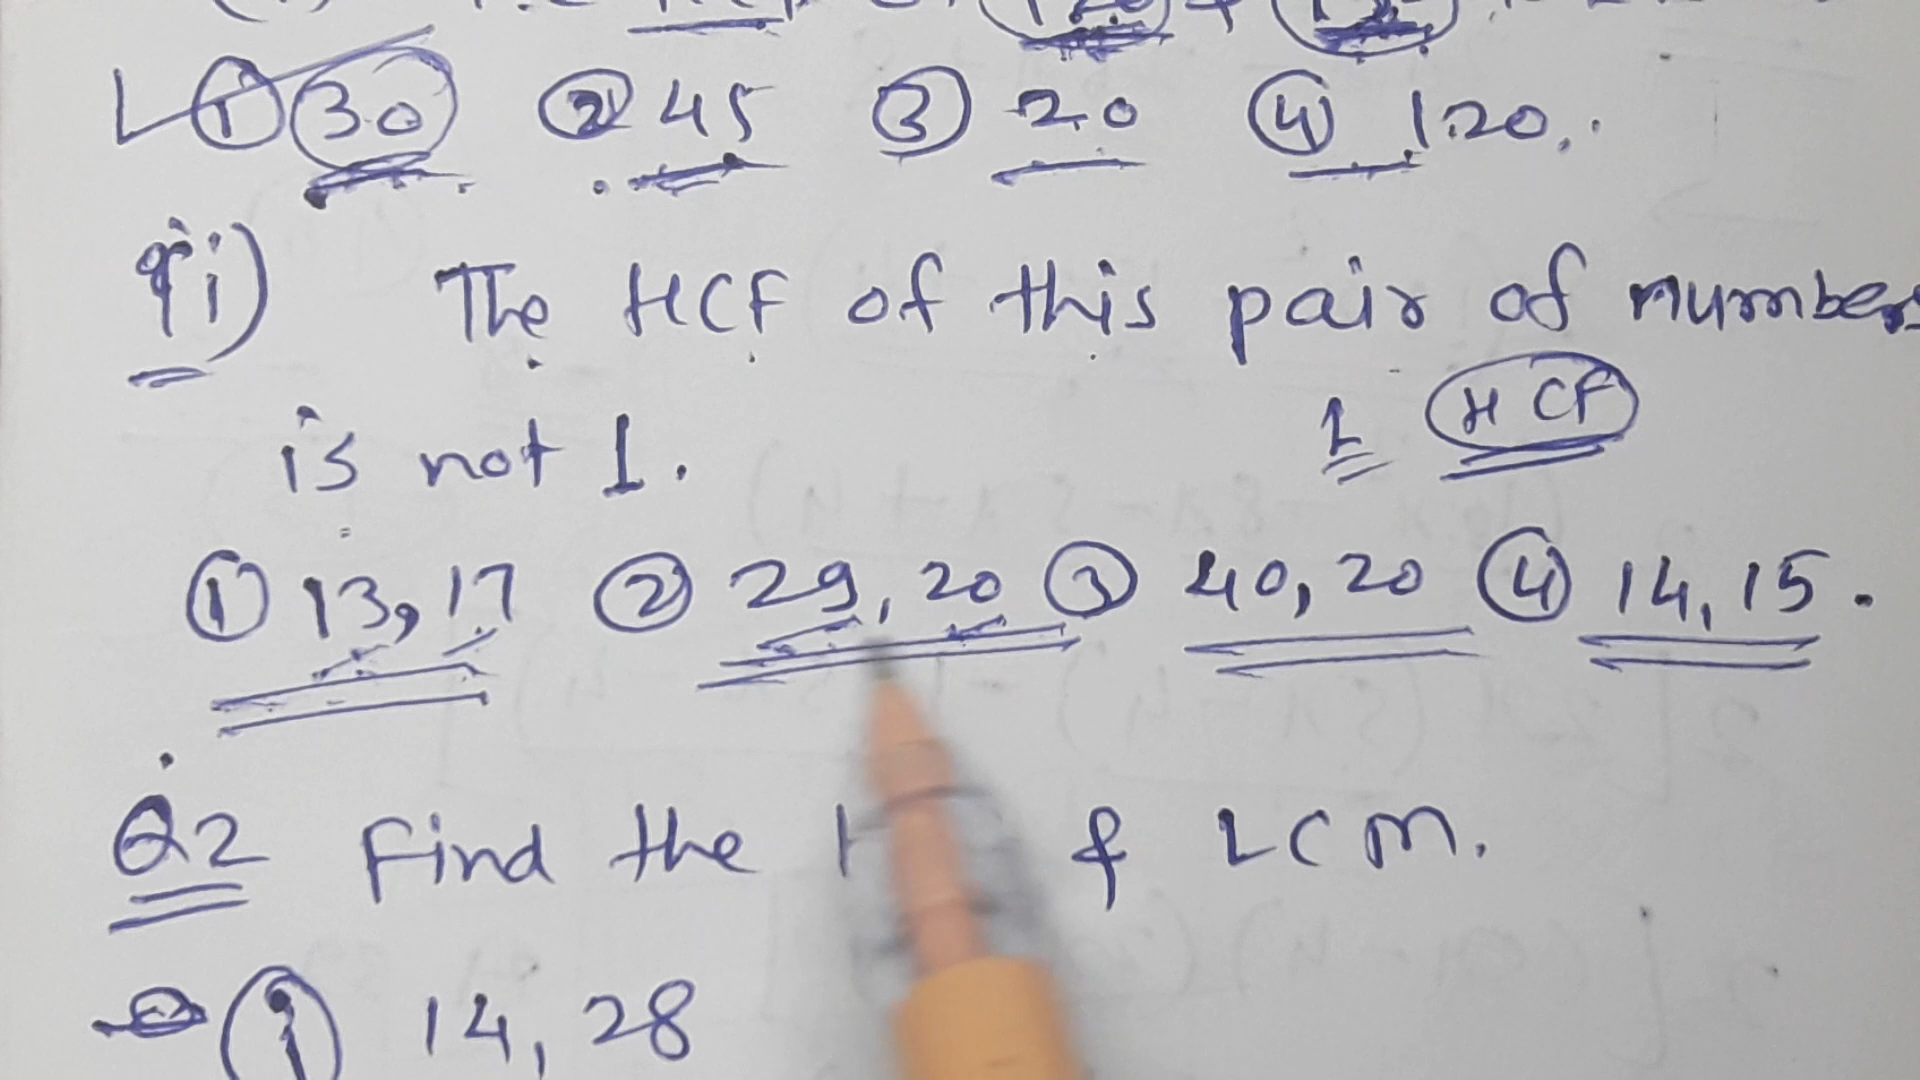 ① 30 ② 45 ③ 20 ④ 120.
ii) The HCF of this pair of numbers
is not 1. 1 HCF
① 13, 17 ② 29, 20 ③ 40, 20 ④ 14, 15.
Q2 Find the & LCM.
① 14, 28